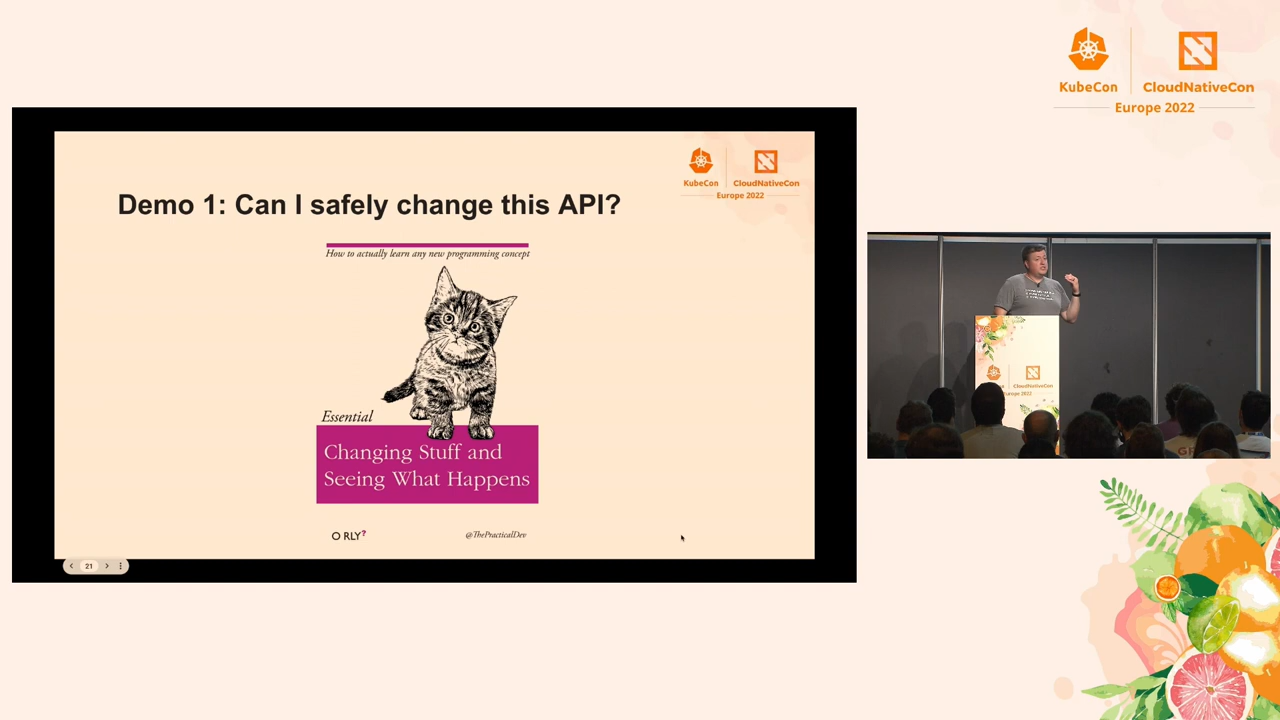 KubeCon
CloudNativeCon
Europe 2022
KubeCon
CloudNativeCon
Europe 2022
Demo 1: Can I safely change this API?
How to actually learn any new programming concept
Essential
Changing Stuff and
Seeing What Happens
O RLY?
@ThePracticalDev
21
CloudNativeCon